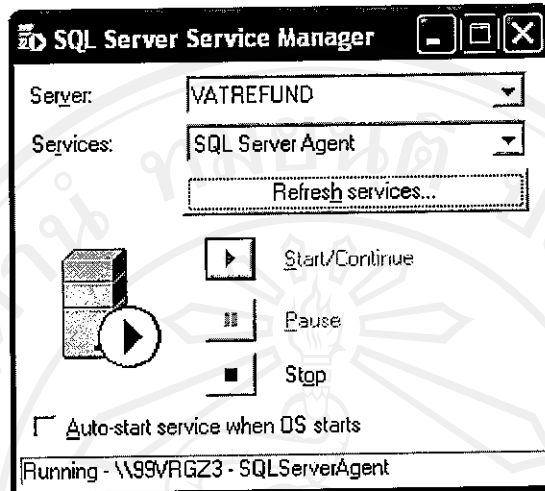 SQL Server Service Manager
Server: VATREFUND
Services: SQL Server Agent
Refresh services...
Start/Continue
Pause
Stop
Auto-start service when OS starts
Running - \\99VRGZ3 - SQLServerAgent